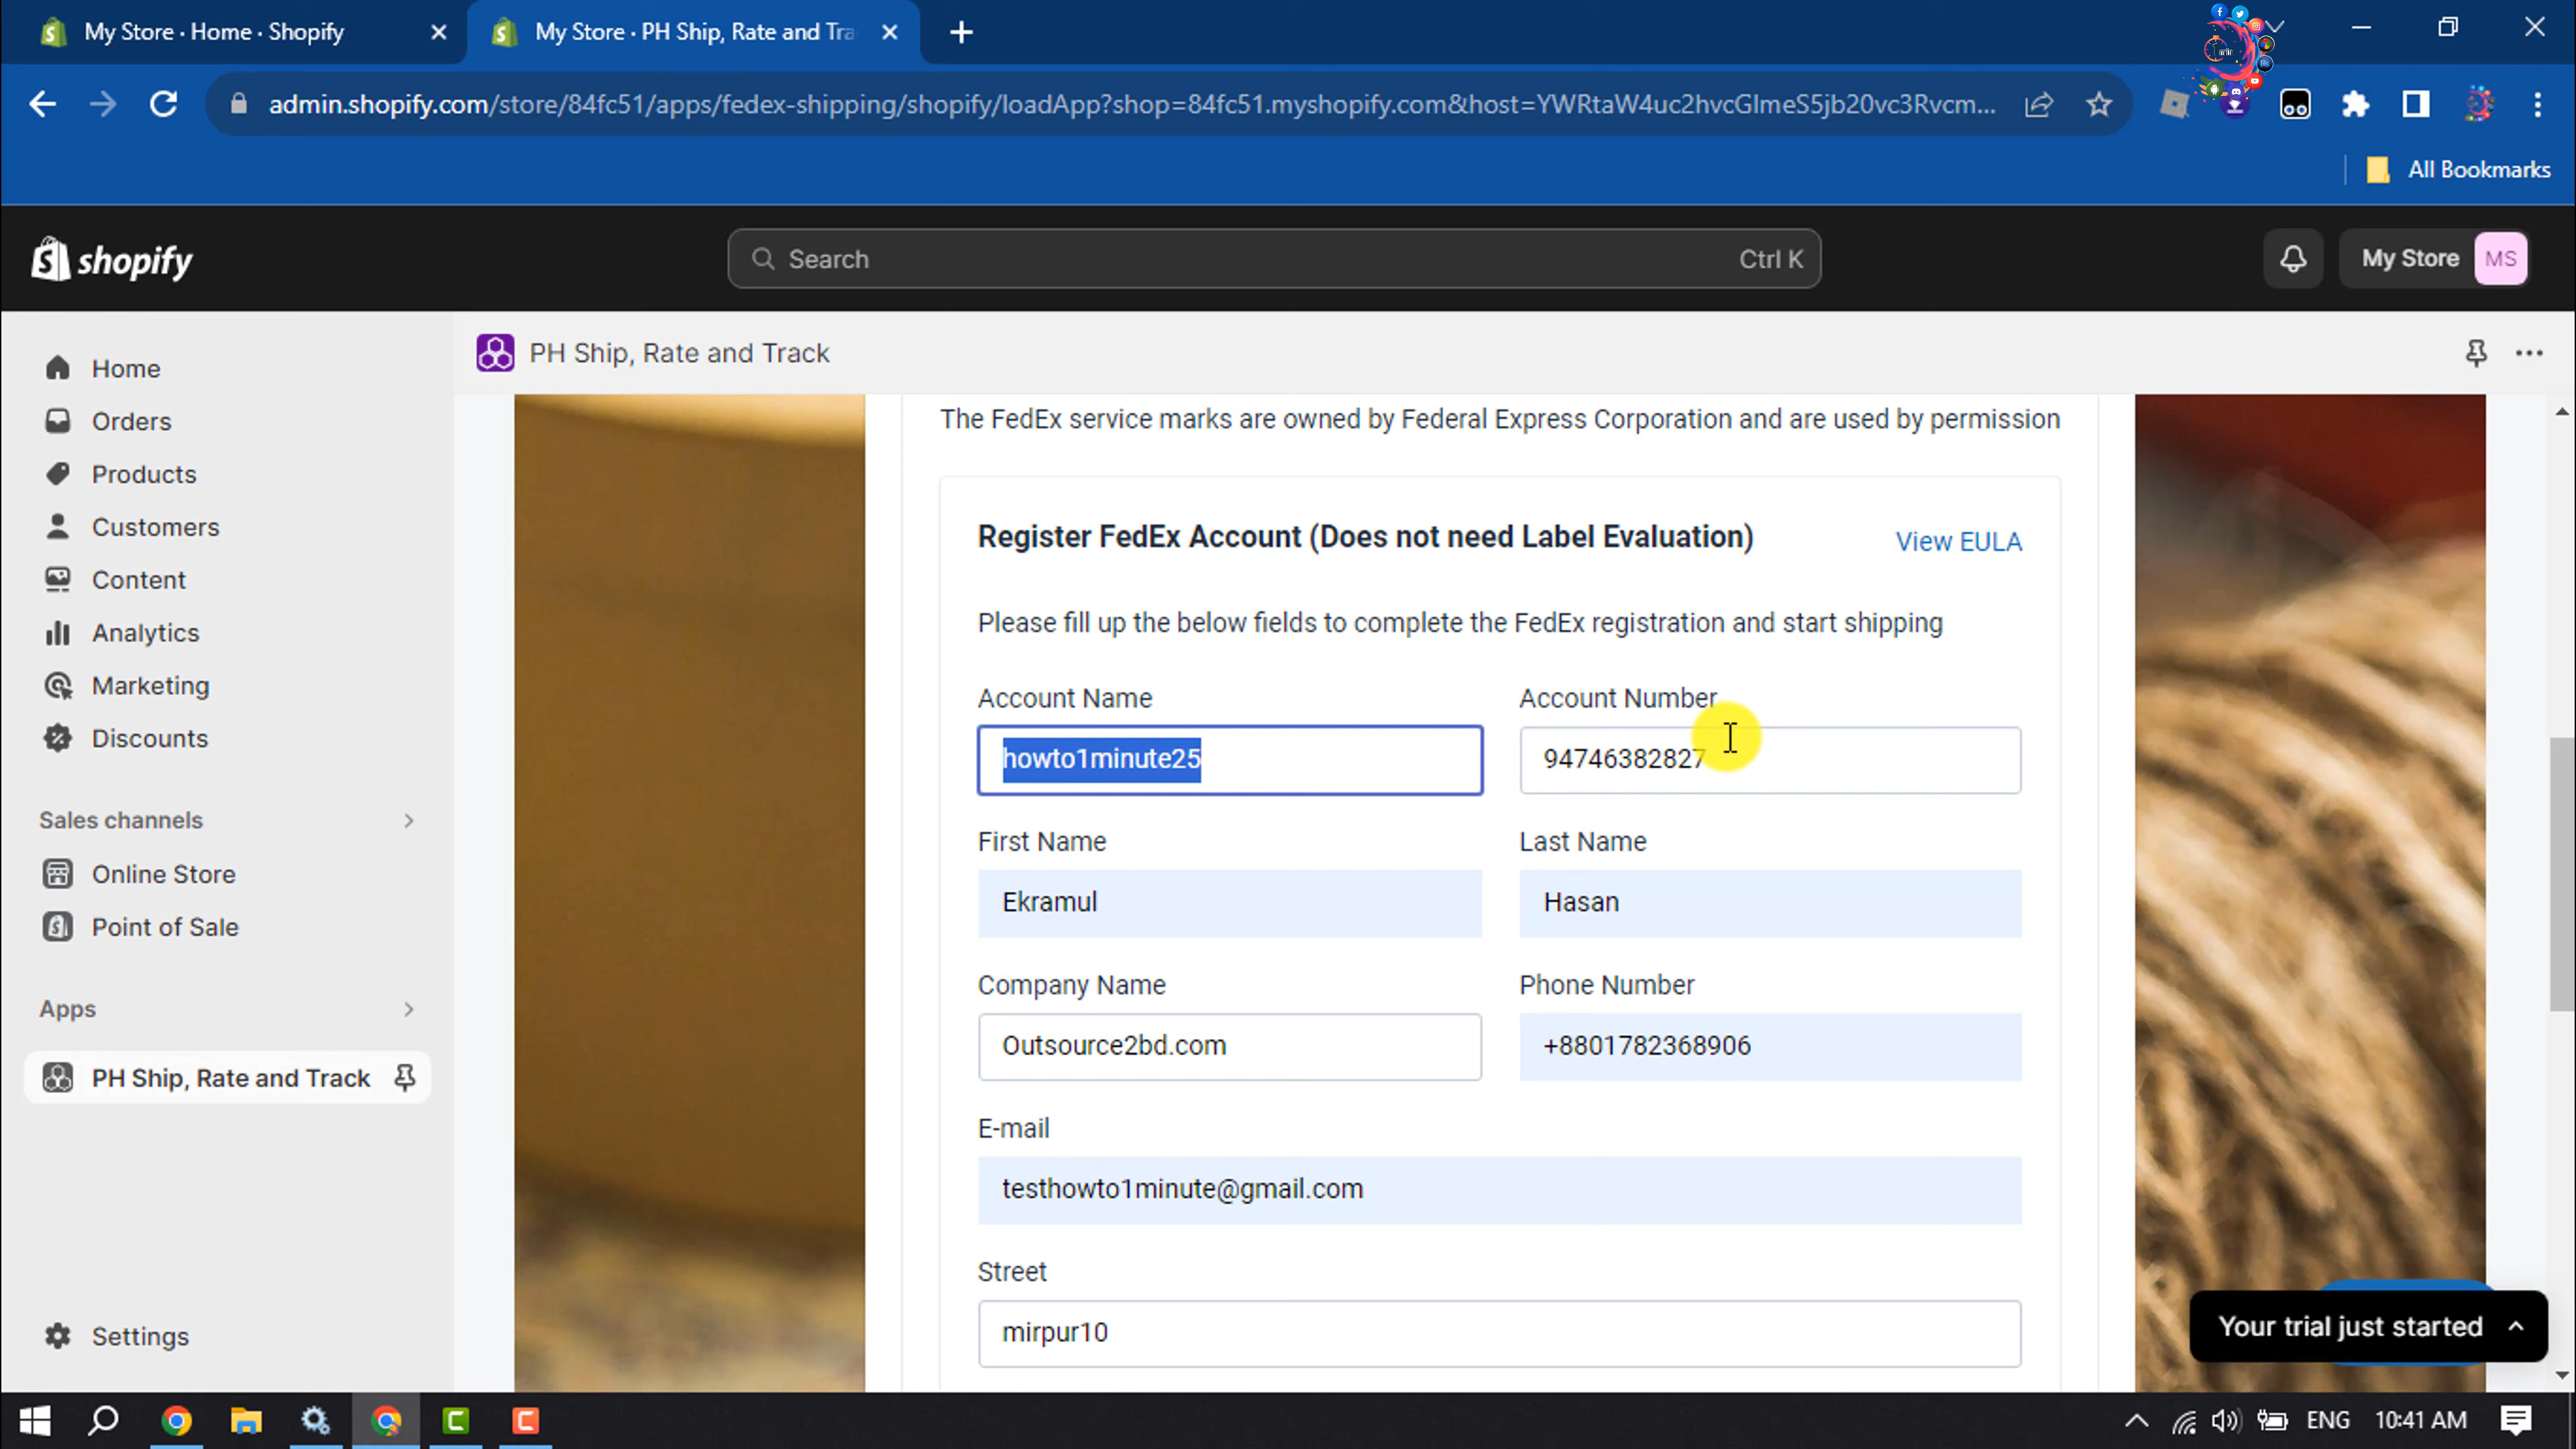 My Store · Home · Shopify
My Store · PH Ship, Rate and Tra
admin.shopify.com/store/84fc51/apps/fedex-shipping/shopify/loadApp?shop=84fc51.myshopify.com&host=YWRtaW4uc2hvcGlmeS5jb20vc3Rvcm...
All Bookmarks
shopify
Search
Ctrl K
My Store
MS
Home
Orders
Products
Customers
Content
Analytics
Marketing
Discounts
Sales channels
Online Store
Point of Sale
Apps
PH Ship, Rate and Track
Settings
PH Ship, Rate and Track
The FedEx service marks are owned by Federal Express Corporation and are used by permission
Register FedEx Account (Does not need Label Evaluation)
View EULA
Please fill up the below fields to complete the FedEx registration and start shipping
Account Name
Account Number
howto1minute25
94746382827
First Name
Last Name
Ekramul
Hasan
Company Name
Phone Number
Outsource2bd.com
+8801782368906
E-mail
testhowto1minute@gmail.com
Street
mirpur10
Your trial just started
ENG
10:41 AM